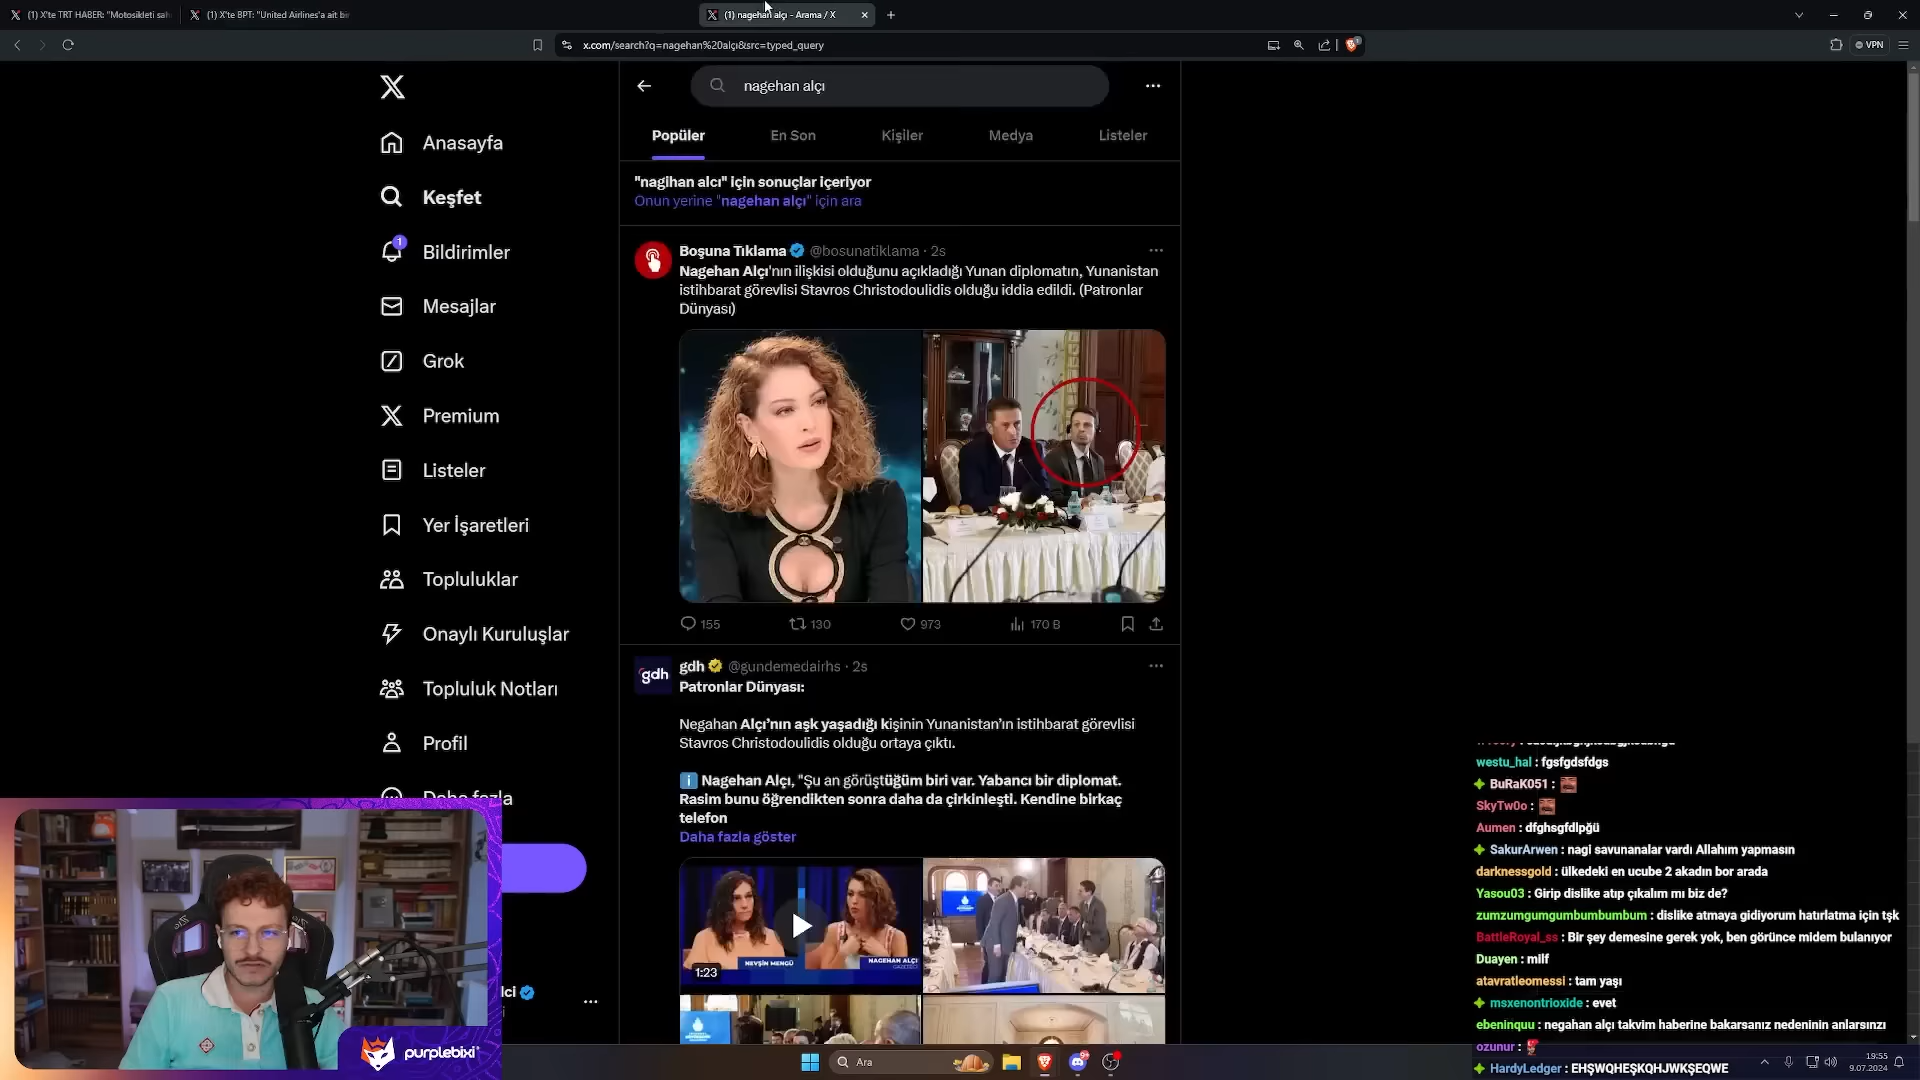 (1) X'te TRT HABER: "Motosikleti sal
(1) X'te BPT: "United Airlines'a ait bir
(1) nagehan alçı - Arama / X
x.com/search?q=nagehan%20alçı&src=typed_query
VPN
nagehan alçı
Popüler
En Son
Kişiler
Medya
Listeler
Anasayfa
Keşfet
1
Bildirimler
Mesajlar
Grok
Premium
Listeler
Yer İşaretleri
Topluluklar
Onaylı Kuruluşlar
Topluluk Notları
Profil
Daha fazla
"nagihan alcı" için sonuçlar içeriyor
Onun yerine "nagehan alçı" için ara
Boşuna Tıklama @bosunatiklama · 2s
Nagehan Alçı'nın ilişkisi olduğunu açıkladığı Yunan diplomatın, Yunanistan
istihbarat görevlisi Stavros Christodoulidis olduğu iddia edildi. (Patronlar
Dünyası)
155
130
973
170 B
gdh
gdh @gundemedairhs · 2s
Patronlar Dünyası:
Negahan Alçı’nın aşk yaşadığı kişinin Yunanistan’ın istihbarat görevlisi
Stavros Christodoulidis olduğu ortaya çıktı.
Nagehan Alçı, "Şu an görüştüğüm biri var. Yabancı bir diplomat.
Rasim bunu öğrendikten sonra daha da çirkinleşti. Kendine birkaç
telefon
Daha fazla göster
1:23
NEVŞİN MENGÜ
NAGEHAN ALÇI
lci
purplebixi
westu_hal : fgsfgdsfdgs
BuRaK051 :
SkyTw0o :
Aumen : dfghsgfdlpğü
SakurArwen : nagi savunanalar vardı Allahım yapmasın
darknessgold : ülkedeki en ucube 2 akadın bor arada
Yasou03 : Girip dislike atıp çıkalım mı biz de?
zumzumgumgumbumbumbum : dislike atmaya gidiyorum hatırlatma için tşk
BattleRoyal_ss : Bir şey demesine gerek yok, ben görünce midem bulanıyor
Duayen : milf
atavratleomessi : tam yaşı
msxenontrioxide : evet
ebeninquu : negahan alçı takvim haberine bakarsanız nedeninin anlarsınzı
ozunur :
HardyLedger : EHŞWQHEŞKQHJWKŞEQWE
Ara
19:55
9.07.2024